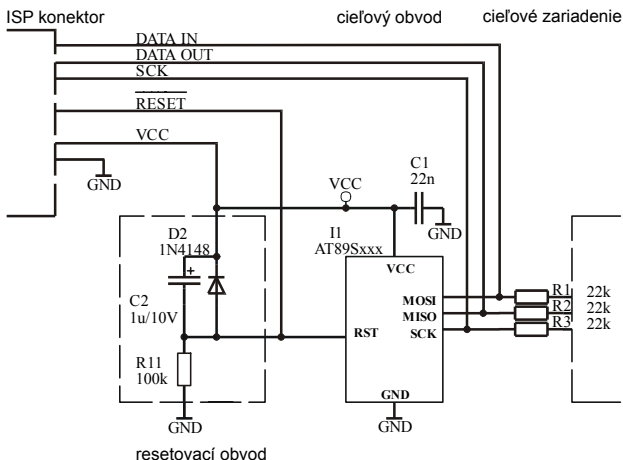 ISP konektor
cieľový obvod
cieľové zariadenie
DATA IN
DATA OUT
SCK
RESET
VCC
GND
VCC
C1
22n
GND
D2
1N4148
+
C2
1u/10V
R11
100k
GND
resetovací obvod
I1
AT89Sxxx
VCC
MOSI
MISO
SCK
RST
GND
GND
R1 22k
R2 22k
R3 22k